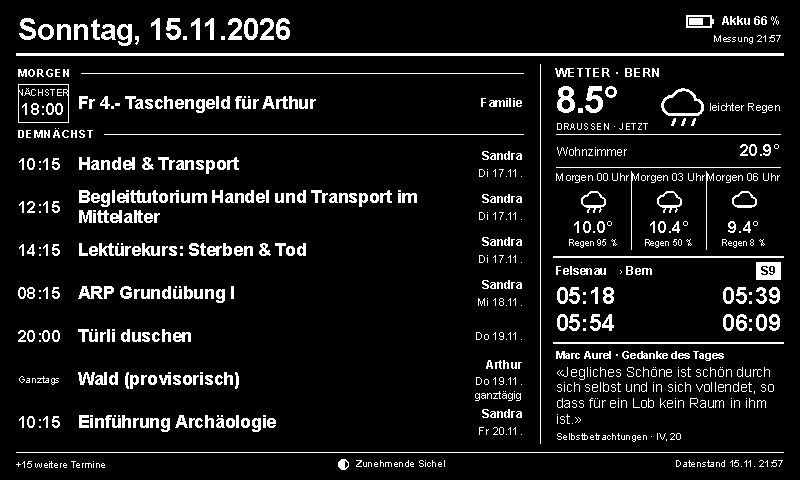 Sonntag, 15.11.2026
Akku 66 %
Messung 21:57
MORGEN
NÄCHSTER
18:00
Fr 4.- Taschengeld für Arthur
Familie
DEMNÄCHST
10:15
Handel & Transport
Sandra
Di 17.11.
12:15
Begleittutorium Handel und Transport im
Mittelalter
Sandra
Di 17.11.
14:15
Lektürekurs: Sterben & Tod
Sandra
Di 17.11.
08:15
ARP Grundübung I
Sandra
Mi 18.11.
20:00
Türli duschen
Do 19.11.
Ganztags
Wald (provisorisch)
Arthur
Do 19.11.
ganztägig
10:15
Einführung Archäologie
Sandra
Fr 20.11.
WETTER · BERN
8.5°
leichter Regen
DRAUSSEN · JETZT
Wohnzimmer
20.9°
Morgen 00 Uhr
Morgen 03 Uhr
Morgen 06 Uhr
10.0°
10.4°
9.4°
Regen 95 %
Regen 50 %
Regen 8 %
Felsenau → Bern
S9
05:18
05:39
05:54
06:09
Marc Aurel · Gedanke des Tages
«Jegliches Schöne ist schön durch
sich selbst und in sich vollendet, so
dass für ein Lob kein Raum in ihm
ist.»
Selbstbetrachtungen · IV, 20
+15 weitere Termine
Zunehmende Sichel
Datenstand 15.11. 21:57